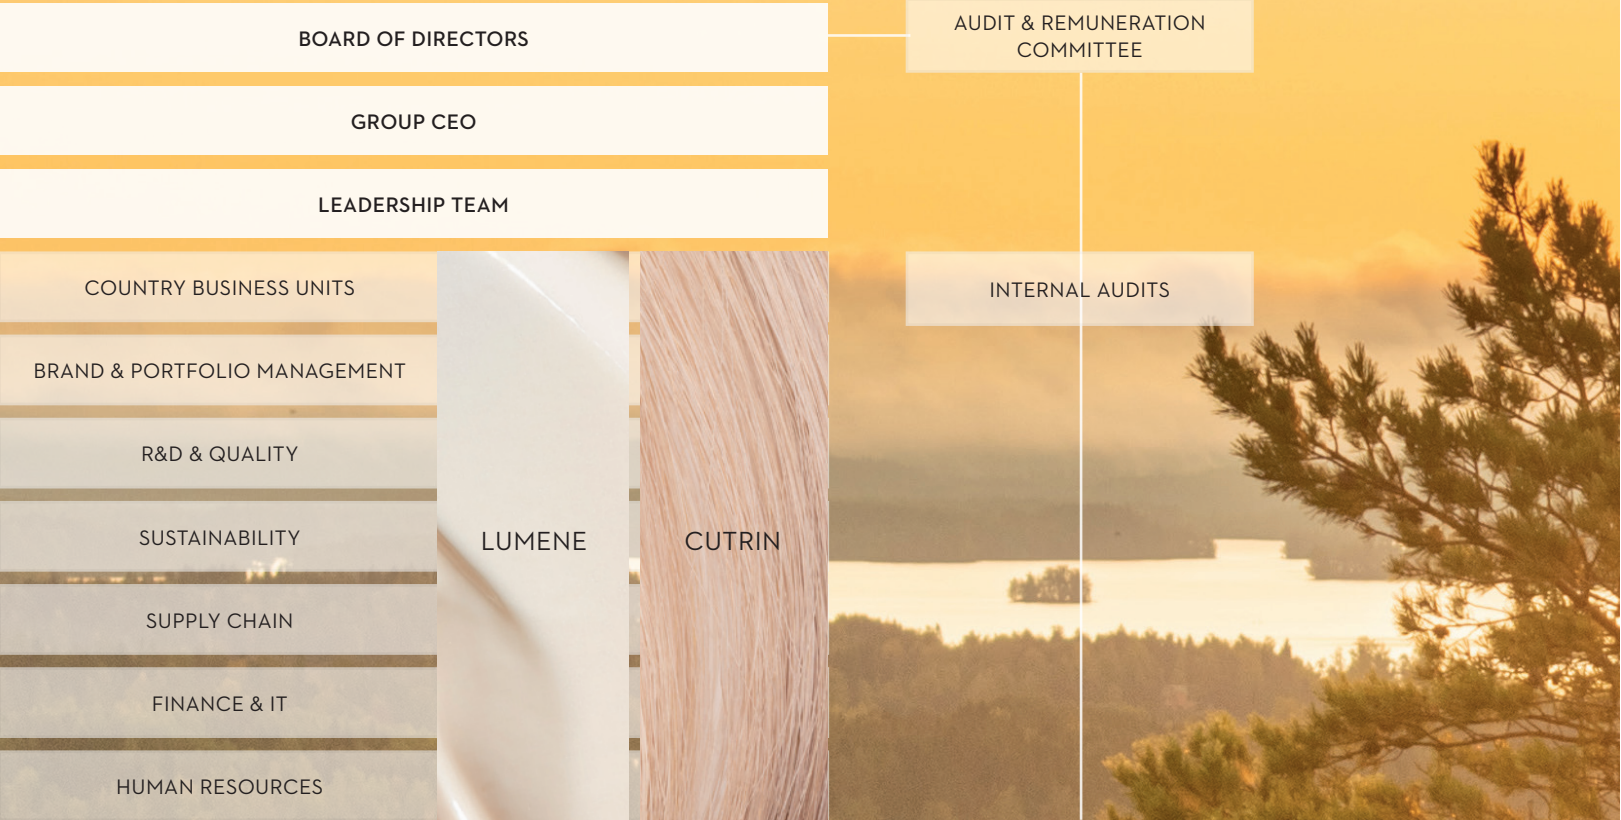 BOARD OF DIRECTORS
AUDIT & REMUNERATION
COMMITTEE
GROUP CEO
LEADERSHIP TEAM
COUNTRY BUSINESS UNITS
INTERNAL AUDITS
BRAND & PORTFOLIO MANAGEMENT
R&D & QUALITY
SUSTAINABILITY
LUMENE
CUTRIN
SUPPLY CHAIN
FINANCE & IT
HUMAN RESOURCES